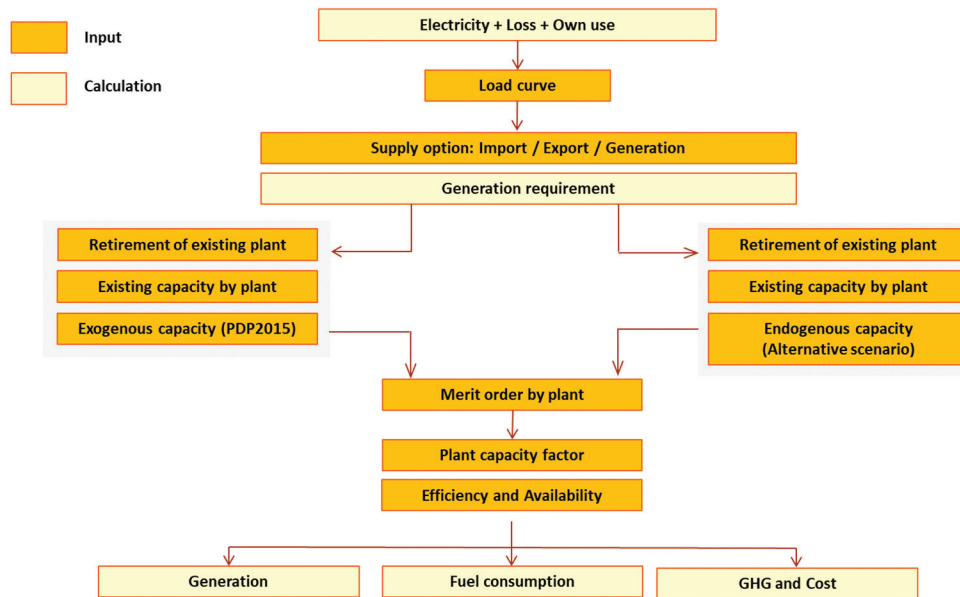 Electricity + Loss + Own use
Input
Calculation
Load curve
Supply option: Import / Export / Generation
Generation requirement
Retirement of existing plant
Existing capacity by plant
Exogenous capacity (PDP2015)
Retirement of existing plant
Existing capacity by plant
Endogenous capacity
(Alternative scenario)
Merit order by plant
Plant capacity factor
Efficiency and Availability
Generation
Fuel consumption
GHG and Cost